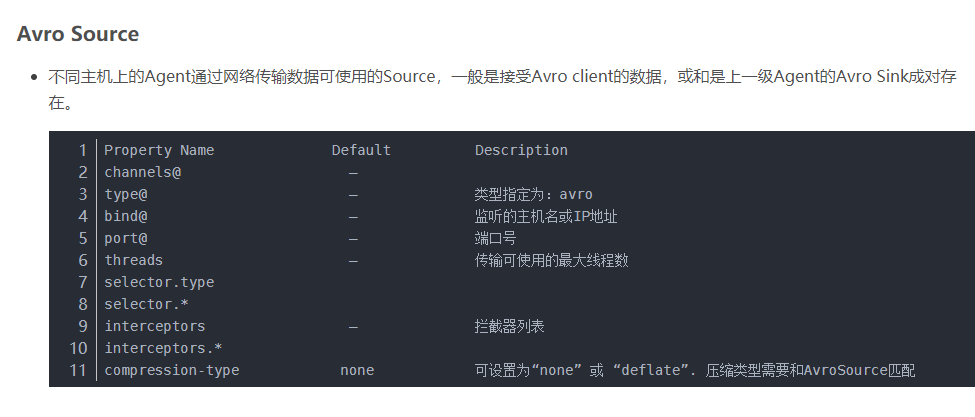 Avro Source
不同主机上的Agent通过网络传输数据可使用的Source，一般是接受Avro client的数据，或和是上一级Agent的Avro Sink成对存
在。
1 Property Name Default Description
2 channels@ –
3 type@ – 类型指定为：avro
4 bind@ – 监听的主机名或IP地址
5 port@ – 端口号
6 threads – 传输可使用的最大线程数
7 selector.type
8 selector.*
9 interceptors – 拦截器列表
10 interceptors.*
11 compression-type none 可设置为“none” 或 “deflate”. 压缩类型需要和AvroSource匹配